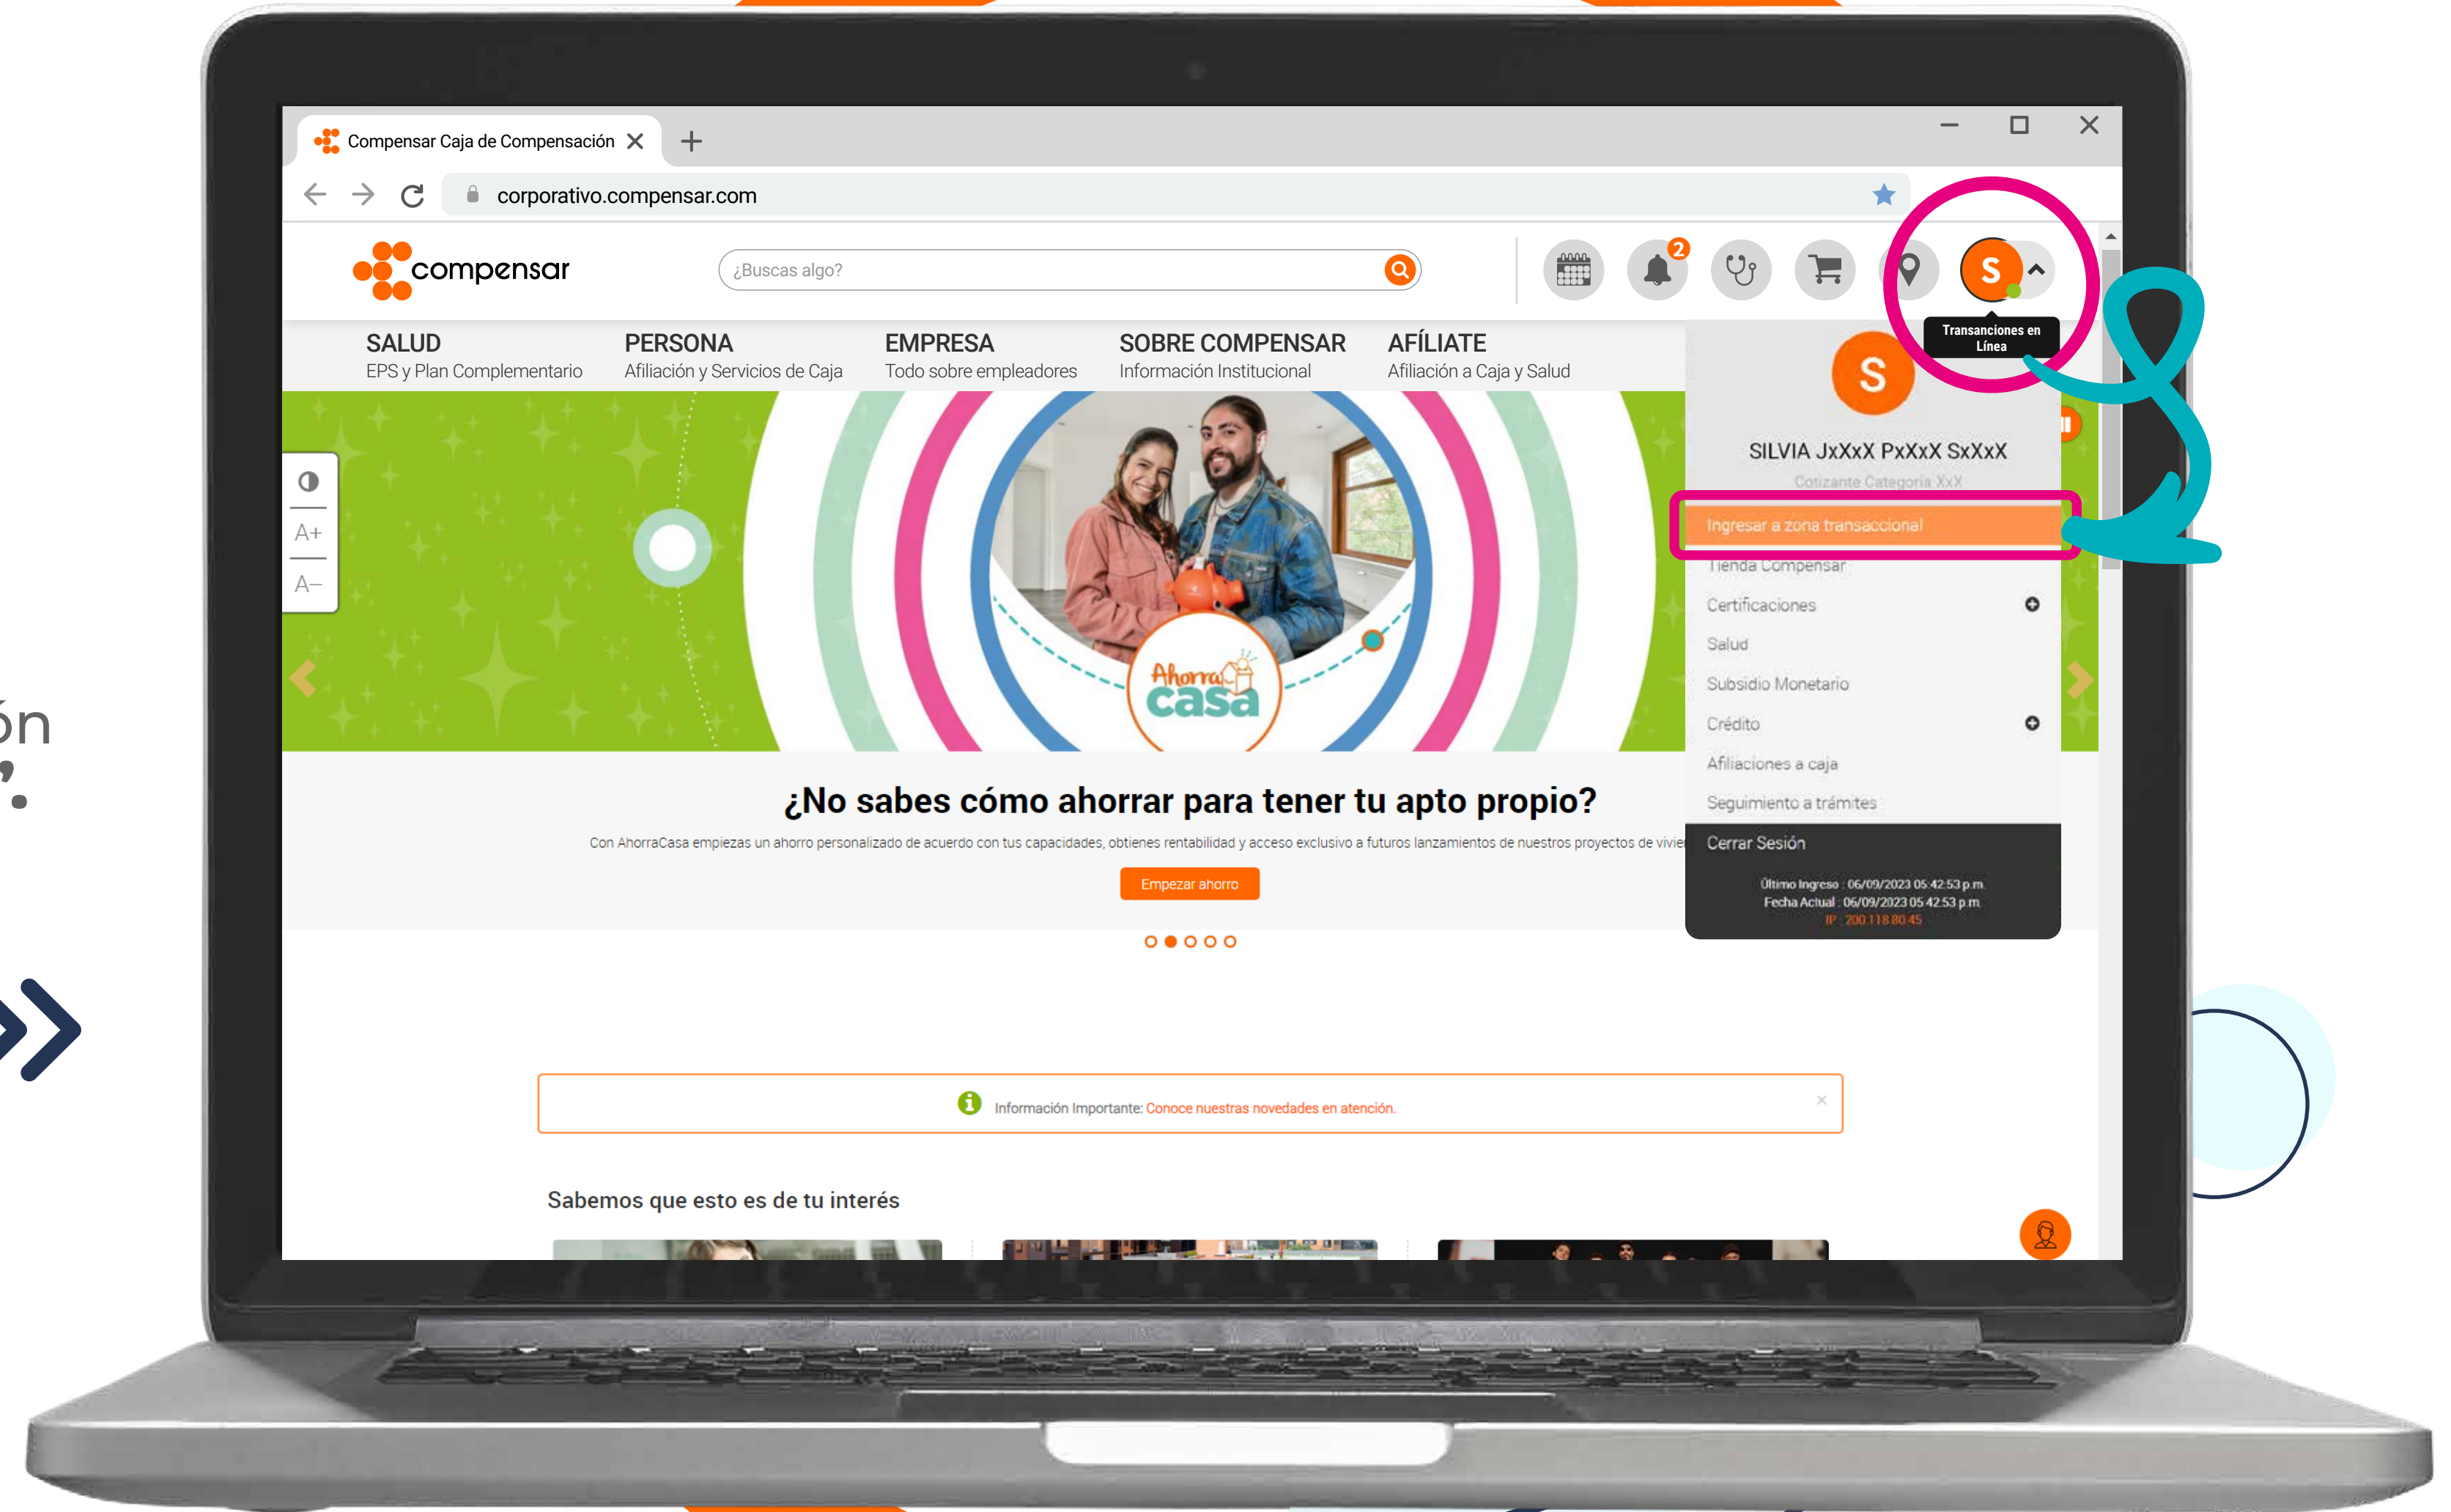 Compensar Caja de Compensación
corporativo.compensar.com
compensar
¿Buscas algo?
2
S
Transanciones en
Línea
SALUD
EPS y Plan Complementario
PERSONA
Afiliación y Servicios de Caja
EMPRESA
Todo sobre empleadores
SOBRE COMPENSAR
Información Institucional
AFÍLIATE
Afiliación a Caja y Salud
S
SILVIA JxXxX PxXxX SxXxX
Cotizante Categoria XxX
Ingresar a zona transaccional
Tienda Compensar
Certificaciones
Salud
Subsidio Monetario
Crédito
Afiliaciones a caja
Seguimiento a trámites
Cerrar Sesión
Último Ingreso : 06/09/2023 05:42:53 p.m.
Fecha Actual : 06/09/2023 05:42:53 p.m.
IP : 200.118.80.45
A+
A–
Ahorra
casa
ón
”.
¿No sabes cómo ahorrar para tener tu apto propio?
Con AhorraCasa empiezas un ahorro personalizado de acuerdo con tus capacidades, obtienes rentabilidad y acceso exclusivo a futuros lanzamientos de nuestros proyectos de vivie
Empezar ahorro
Información Importante: Conoce nuestras novedades en atención.
Sabemos que esto es de tu interés